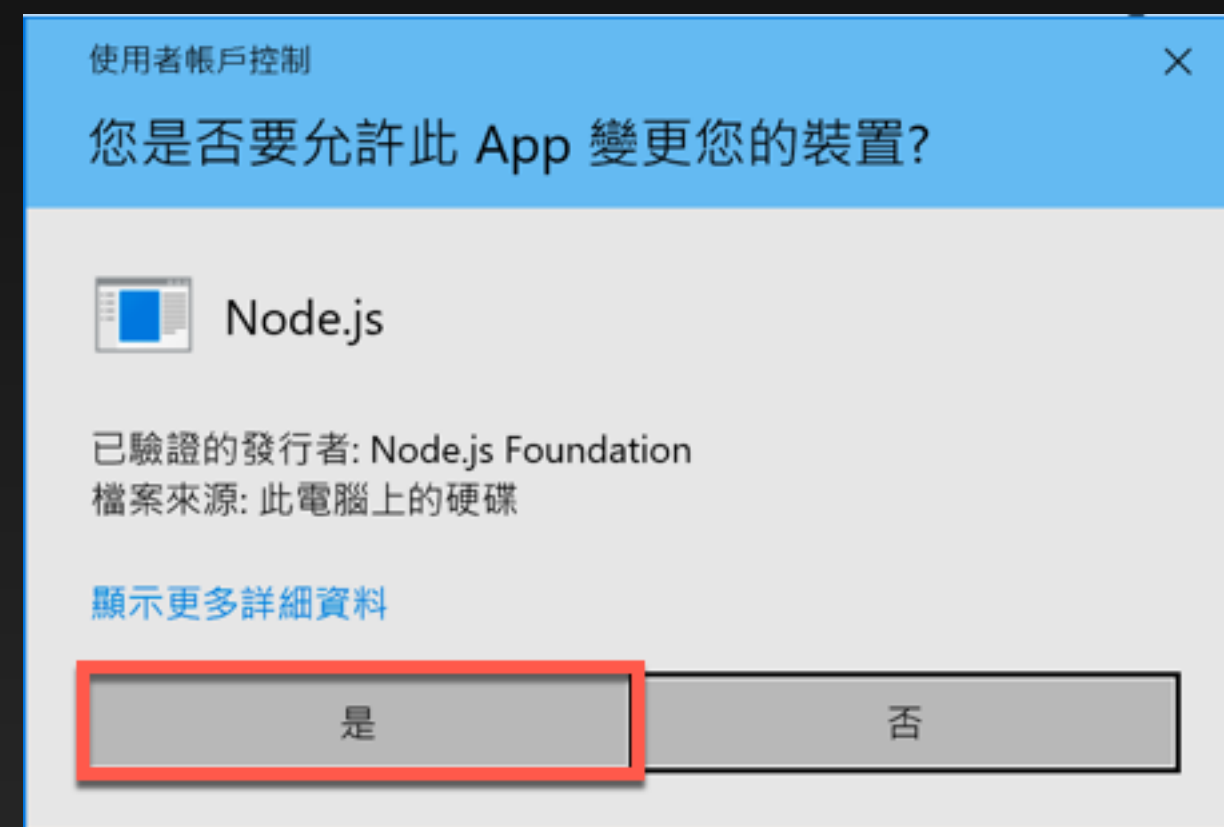 使用者帳戶控制
您是否要允許此 App 變更您的裝置?
Node.js
已驗證的發行者: Node.js Foundation
檔案來源: 此電腦上的硬碟
顯示更多詳細資料
是
否